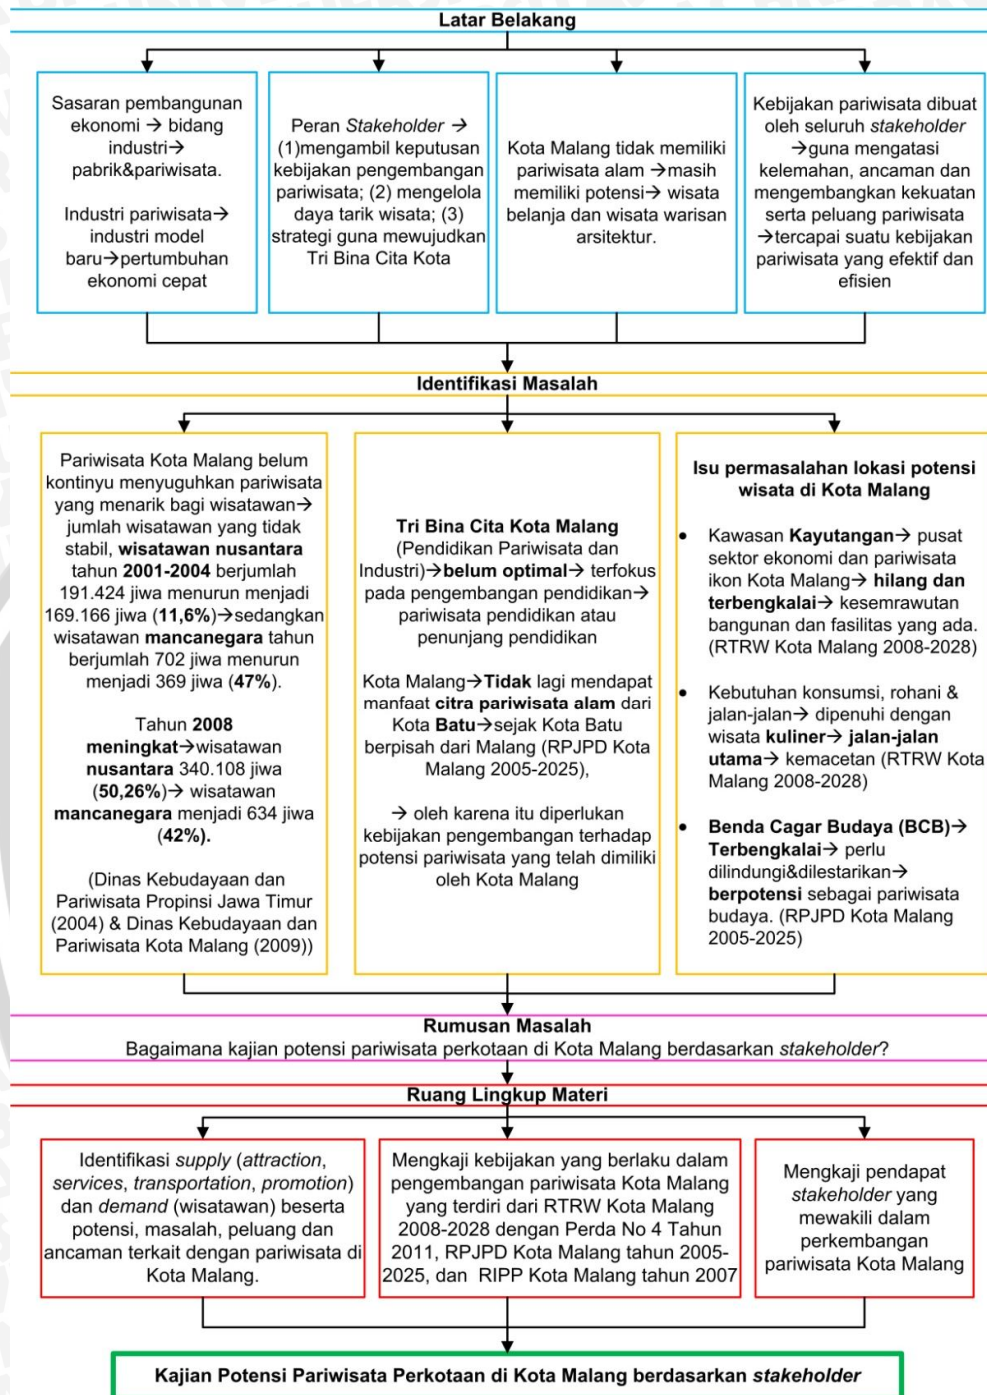 Latar Belakang
Sasaran pembangunan
ekonomi → bidang
industri→
pabrik&pariwisata.
Industri pariwisata→
industri model
baru→pertumbuhan
ekonomi cepat
Peran Stakeholder →
(1)mengambil keputusan
kebijakan pengembangan
pariwisata; (2) mengelola
daya tarik wisata; (3)
strategi guna mewujudkan
Tri Bina Cita Kota
Kota Malang tidak memiliki
pariwisata alam →masih
memiliki potensi→ wisata
belanja dan wisata warisan
arsitektur.
Kebijakan pariwisata dibuat
oleh seluruh stakeholder
→guna mengatasi
kelemahan, ancaman dan
mengembangkan kekuatan
serta peluang pariwisata
→tercapai suatu kebijakan
pariwisata yang efektif dan
efisien
Identifikasi Masalah
Pariwisata Kota Malang belum
kontinyu menyuguhkan pariwisata
yang menarik bagi wisatawan→
jumlah wisatawan yang tidak
stabil, wisatawan nusantara
tahun 2001-2004 berjumlah
191.424 jiwa menurun menjadi
169.166 jiwa (11,6%)→sedangkan
wisatawan mancanegara tahun
berjumlah 702 jiwa menurun
menjadi 369 jiwa (47%).
Tahun 2008
meningkat→wisatawan
nusantara 340.108 jiwa
(50,26%)→ wisatawan
mancanegara menjadi 634 jiwa
(42%).
(Dinas Kebudayaan dan
Pariwisata Propinsi Jawa Timur
(2004) & Dinas Kebudayaan dan
Pariwisata Kota Malang (2009))
Tri Bina Cita Kota Malang
(Pendidikan Pariwisata dan
Industri)→belum optimal→ terfokus
pada pengembangan pendidikan→
pariwisata pendidikan atau
penunjang pendidikan
Kota Malang→Tidak lagi mendapat
manfaat citra pariwisata alam dari
Kota Batu→sejak Kota Batu
berpisah dari Malang (RPJPD Kota
Malang 2005-2025),
→ oleh karena itu diperlukan
kebijakan pengembangan terhadap
potensi pariwisata yang telah dimiliki
oleh Kota Malang
Isu permasalahan lokasi potensi
wisata di Kota Malang
• Kawasan Kayutangan→ pusat
sektor ekonomi dan pariwisata
ikon Kota Malang→ hilang dan
terbengkalai→ kesemrawutan
bangunan dan fasilitas yang ada.
(RTRW Kota Malang 2008-2028)
• Kebutuhan konsumsi, rohani &
jalan-jalan→ dipenuhi dengan
wisata kuliner→ jalan-jalan
utama→ kemacetan (RTRW Kota
Malang 2008-2028)
• Benda Cagar Budaya (BCB)→
Terbengkalai→ perlu
dilindungi&dilestarikan→
berpotensi sebagai pariwisata
budaya. (RPJPD Kota Malang
2005-2025)
Rumusan Masalah
Bagaimana kajian potensi pariwisata perkotaan di Kota Malang berdasarkan stakeholder?
Ruang Lingkup Materi
Identifikasi supply (attraction,
services, transportation, promotion)
dan demand (wisatawan) beserta
potensi, masalah, peluang dan
ancaman terkait dengan pariwisata di
Kota Malang.
Mengkaji kebijakan yang berlaku dalam
pengembangan pariwisata Kota Malang
yang terdiri dari RTRW Kota Malang
2008-2028 dengan Perda No 4 Tahun
2011, RPJPD Kota Malang tahun 2005-
2025, dan RIPP Kota Malang tahun 2007
Mengkaji pendapat
stakeholder yang
mewakili dalam
perkembangan
pariwisata Kota Malang
Kajian Potensi Pariwisata Perkotaan di Kota Malang berdasarkan stakeholder